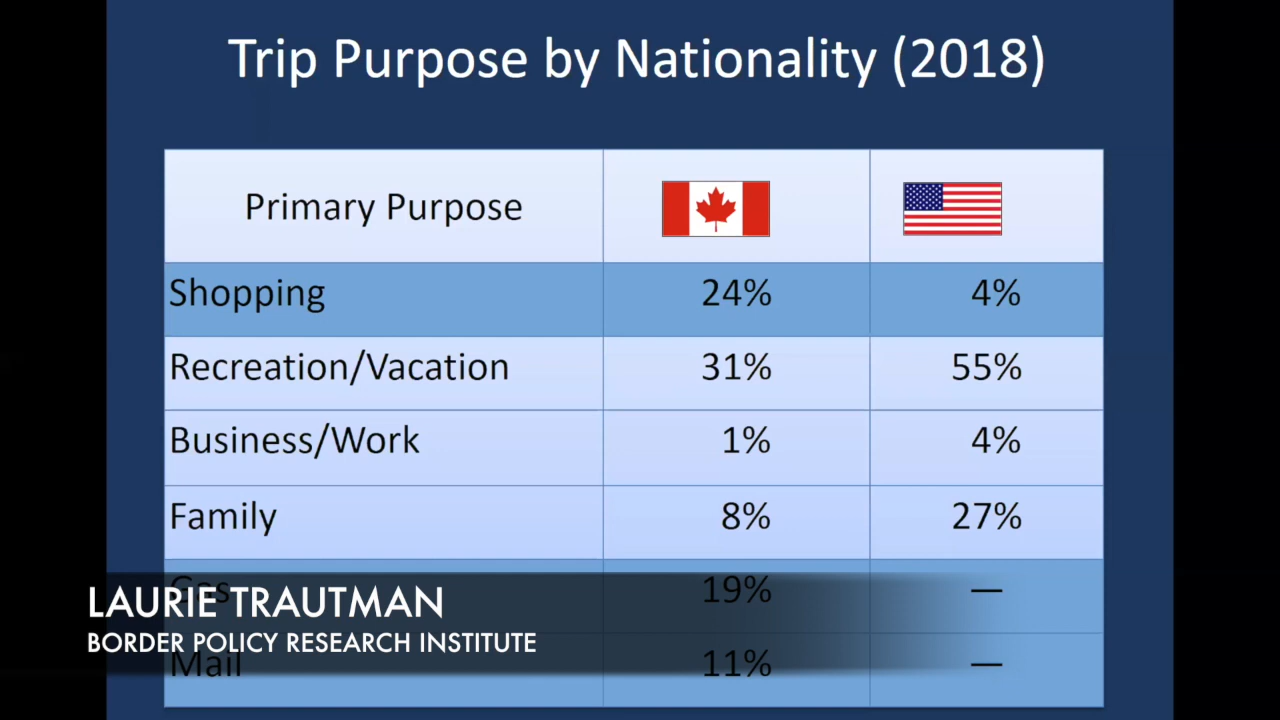 Trip Purpose by Nationality (2018)
Primary Purpose
Shopping 24% 4%
Recreation/Vacation 31% 55%
Business/Work 1% 4%
Family 8% 27%
Gas 19% —
LAURIE TRAUTMAN
BORDER POLICY RESEARCH INSTITUTE
Mail 11% —